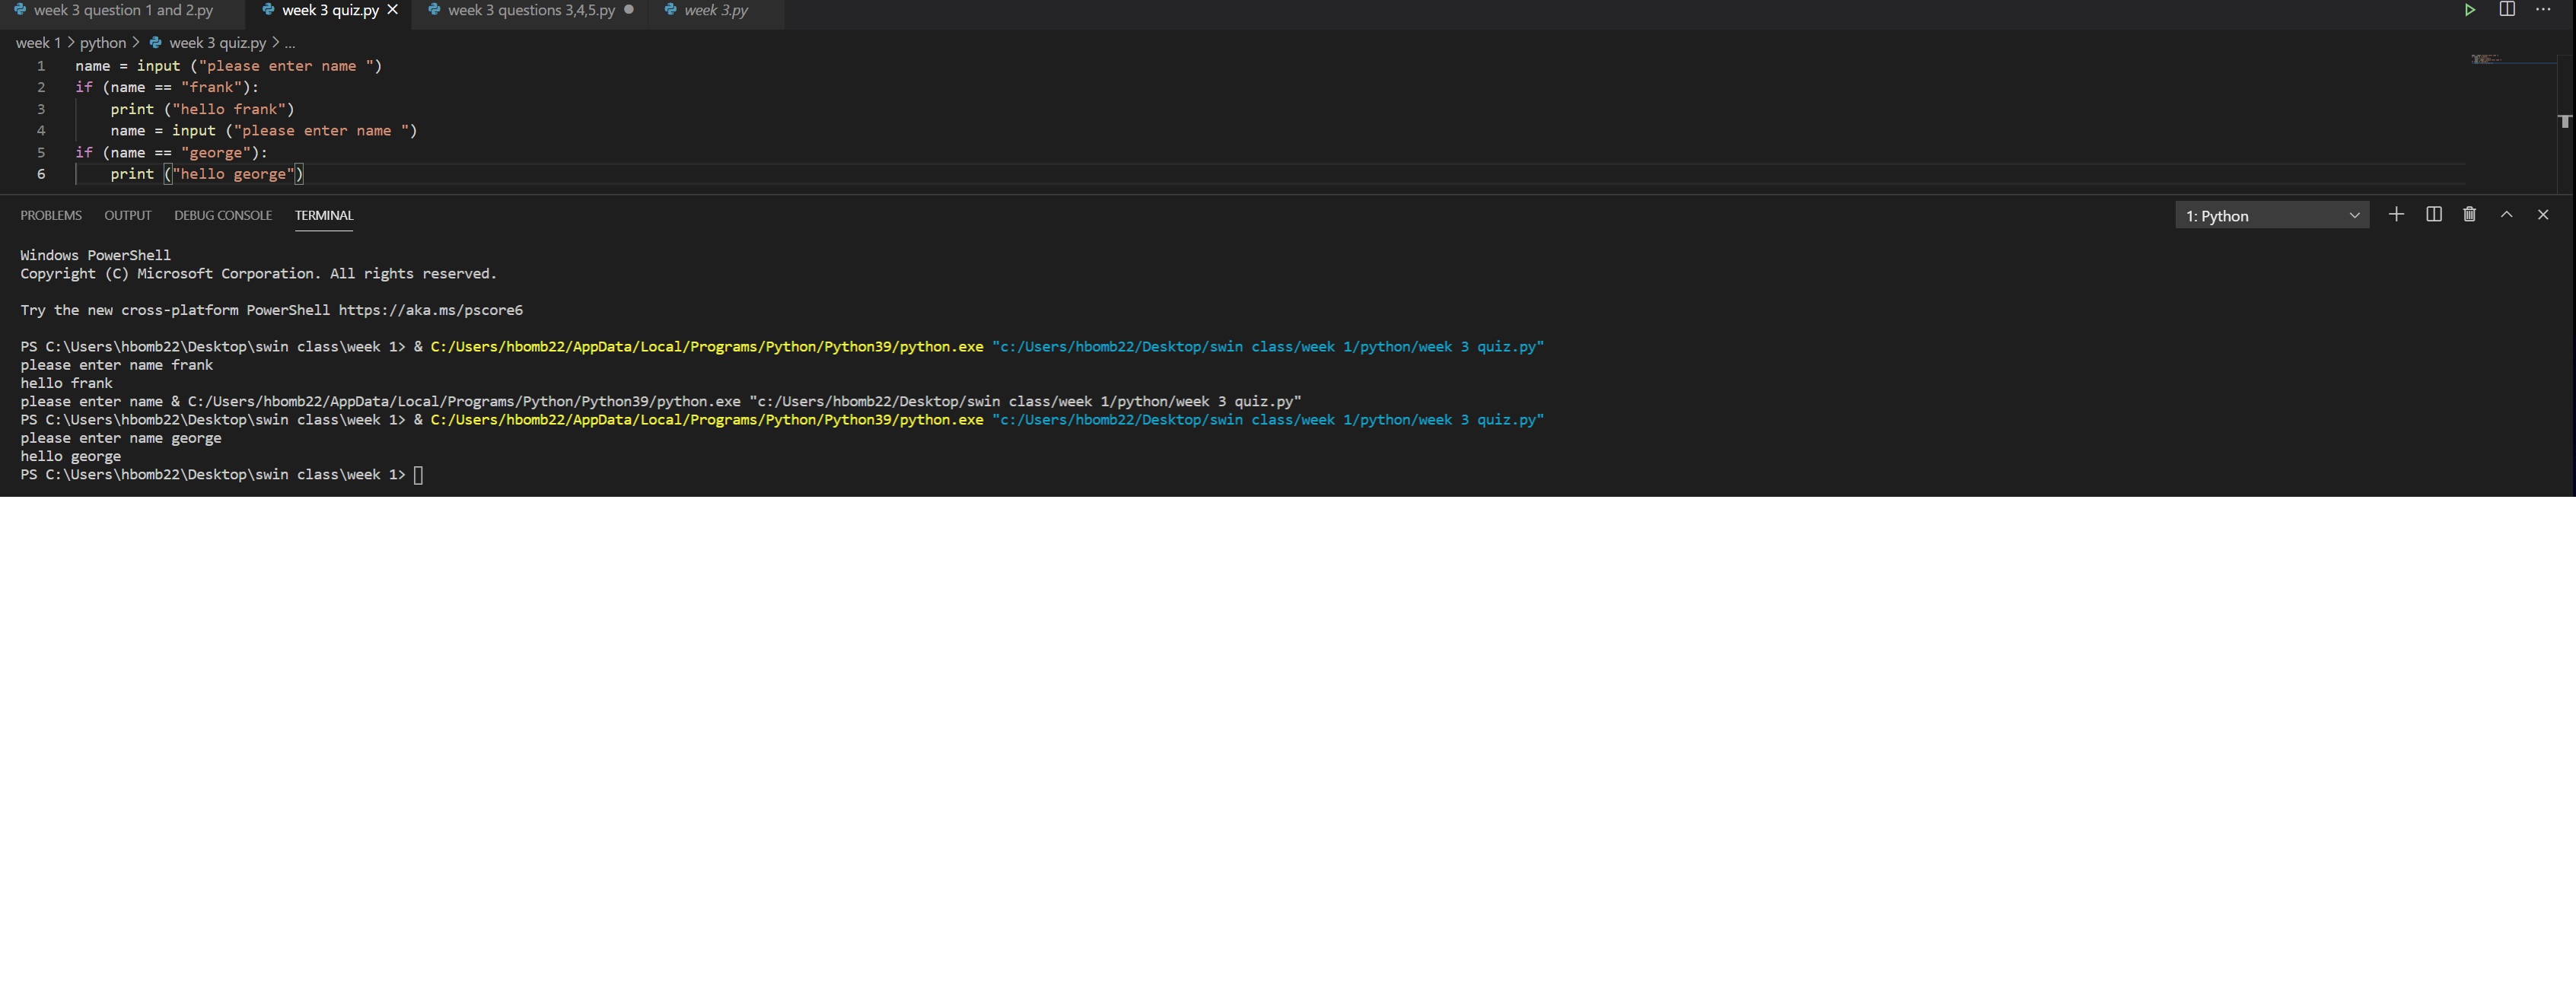 week 3 question 1 and 2.py week 3 quiz.py week 3 questions 3,4,5.py week 3.py
week 1 > python > week 3 quiz.py > ...
1 name = input ("please enter name ")
2 if (name == "frank"):
3     print ("hello frank")
4     name = input ("please enter name ")
5 if (name == "george"):
6     print ("hello george")
PROBLEMS OUTPUT DEBUG CONSOLE TERMINAL 1: Python
Windows PowerShell
Copyright (C) Microsoft Corporation. All rights reserved.
Try the new cross-platform PowerShell https://aka.ms/pscore6
PS C:\Users\hbomb22\Desktop\swin class\week 1> & C:/Users/hbomb22/AppData/Local/Programs/Python/Python39/python.exe "c:/Users/hbomb22/Desktop/swin class/week 1/python/week 3 quiz.py"
please enter name frank
hello frank
please enter name & C:/Users/hbomb22/AppData/Local/Programs/Python/Python39/python.exe "c:/Users/hbomb22/Desktop/swin class/week 1/python/week 3 quiz.py"
PS C:\Users\hbomb22\Desktop\swin class\week 1> & C:/Users/hbomb22/AppData/Local/Programs/Python/Python39/python.exe "c:/Users/hbomb22/Desktop/swin class/week 1/python/week 3 quiz.py"
please enter name george
hello george
PS C:\Users\hbomb22\Desktop\swin class\week 1>